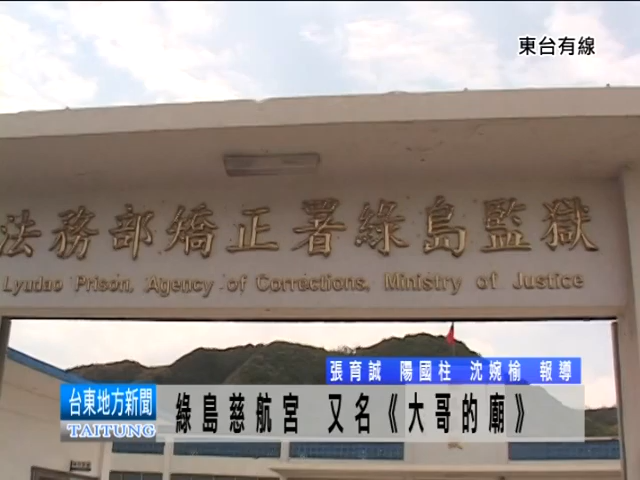 東台有線
法務部矯正署綠島監獄
Lyudao Prison, Agency of Corrections, Ministry of Justice
張育誠 陽國柱 沈婉榆 報導
台東地方新聞
TAITUNG
綠島慈航宮 又名《大哥的廟》